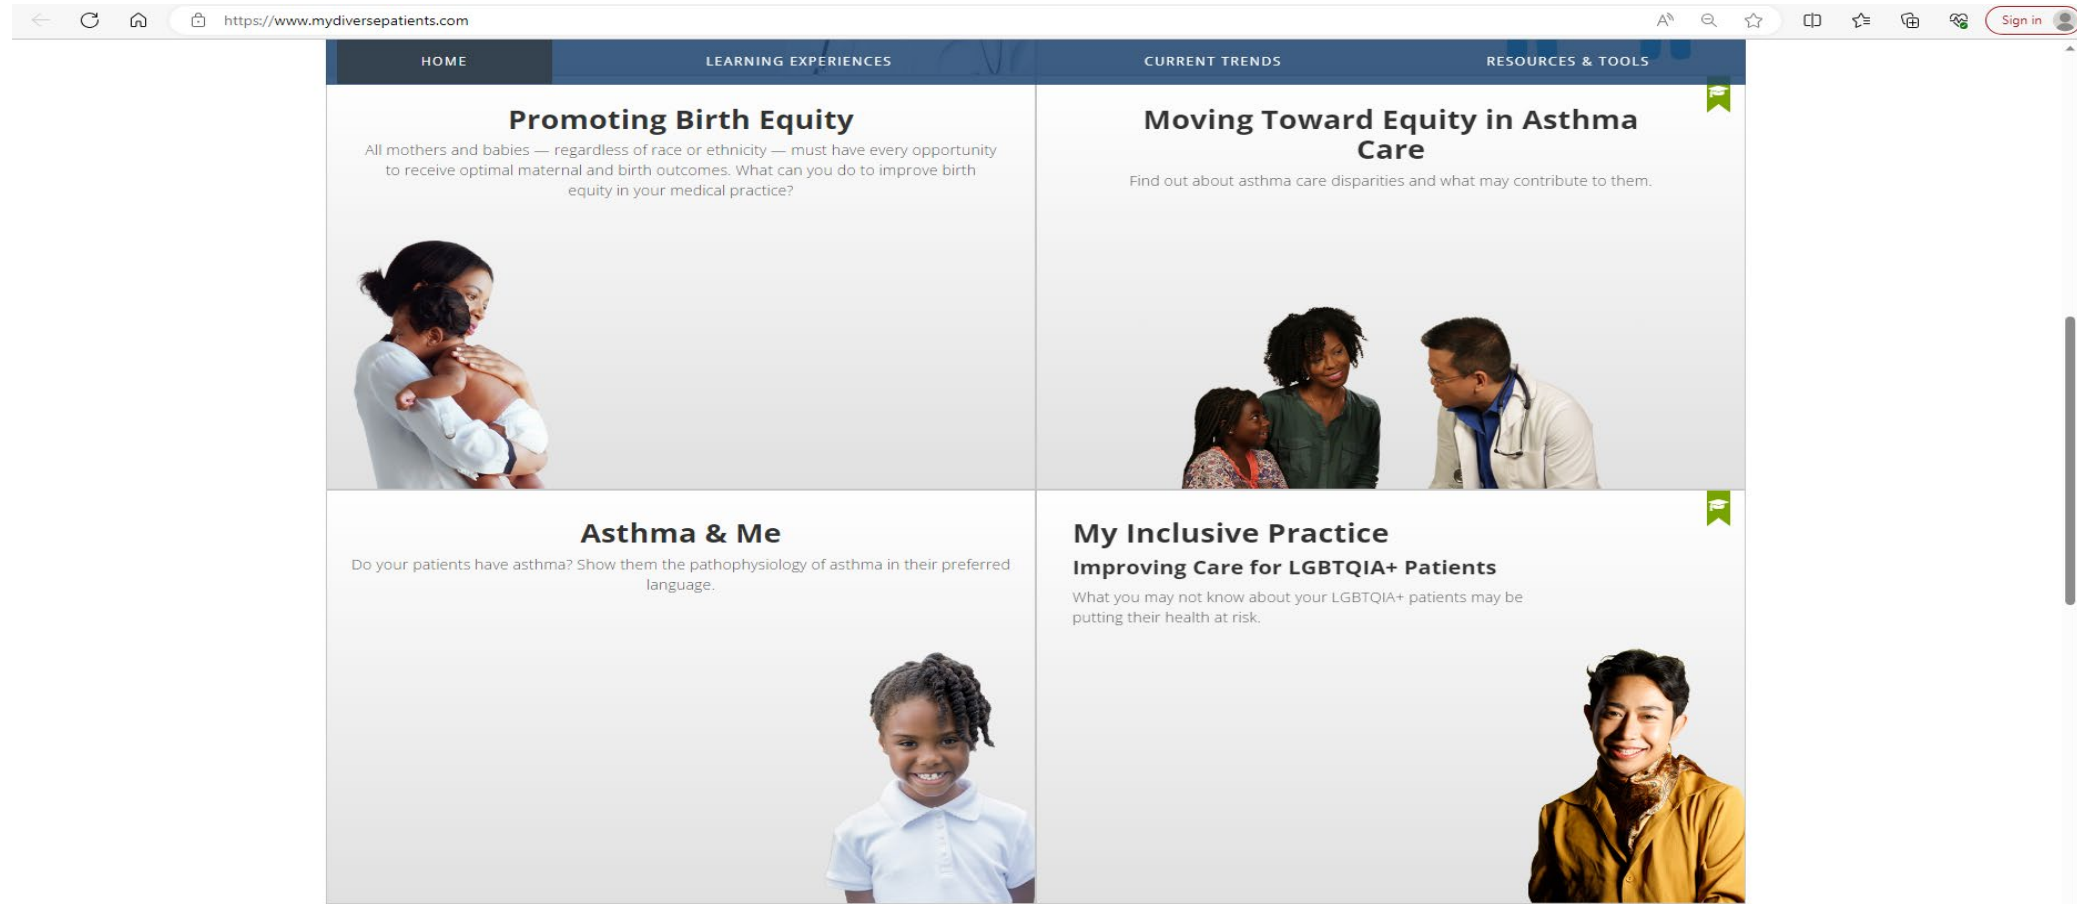 https://www.mydiversepatients.com
Sign in
HOME
LEARNING EXPERIENCES
CURRENT TRENDS
RESOURCES & TOOLS
Promoting Birth Equity
All mothers and babies — regardless of race or ethnicity — must have every opportunity
to receive optimal maternal and birth outcomes. What can you do to improve birth
equity in your medical practice?
Moving Toward Equity in Asthma
Care
Find out about asthma care disparities and what may contribute to them.
Asthma & Me
Do your patients have asthma? Show them the pathophysiology of asthma in their preferred
language.
My Inclusive Practice
Improving Care for LGBTQIA+ Patients
What you may not know about your LGBTQIA+ patients may be
putting their health at risk.